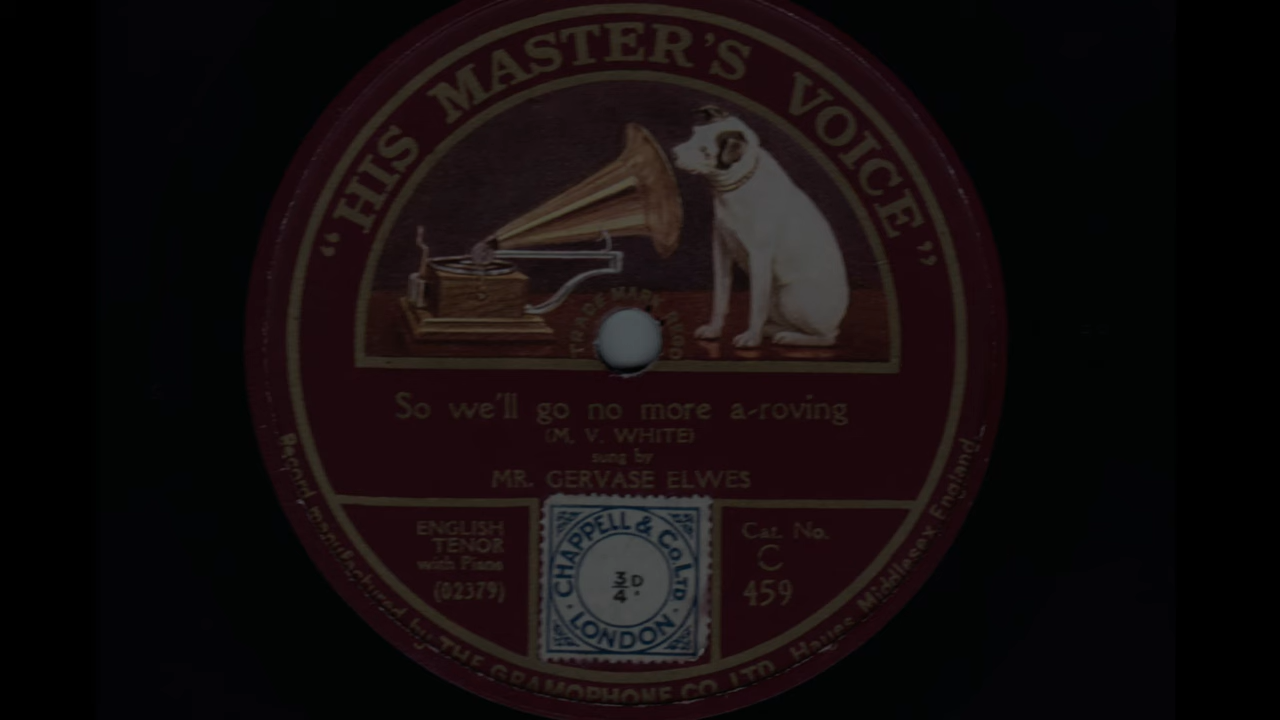 “HIS MASTER'S VOICE”
TRADE MARK REGD
So we'll go no more a-roving
(M. V. WHITE)
sung by
MR. GERVASE ELWES
ENGLISH
TENOR
with Piano
(02379)
CHAPPELL & CO. LTD
3/4 D.
LONDON
Cat. No.
C
459
Record manufactured by THE GRAMOPHONE CO. LTD. Hayes Middlesex England